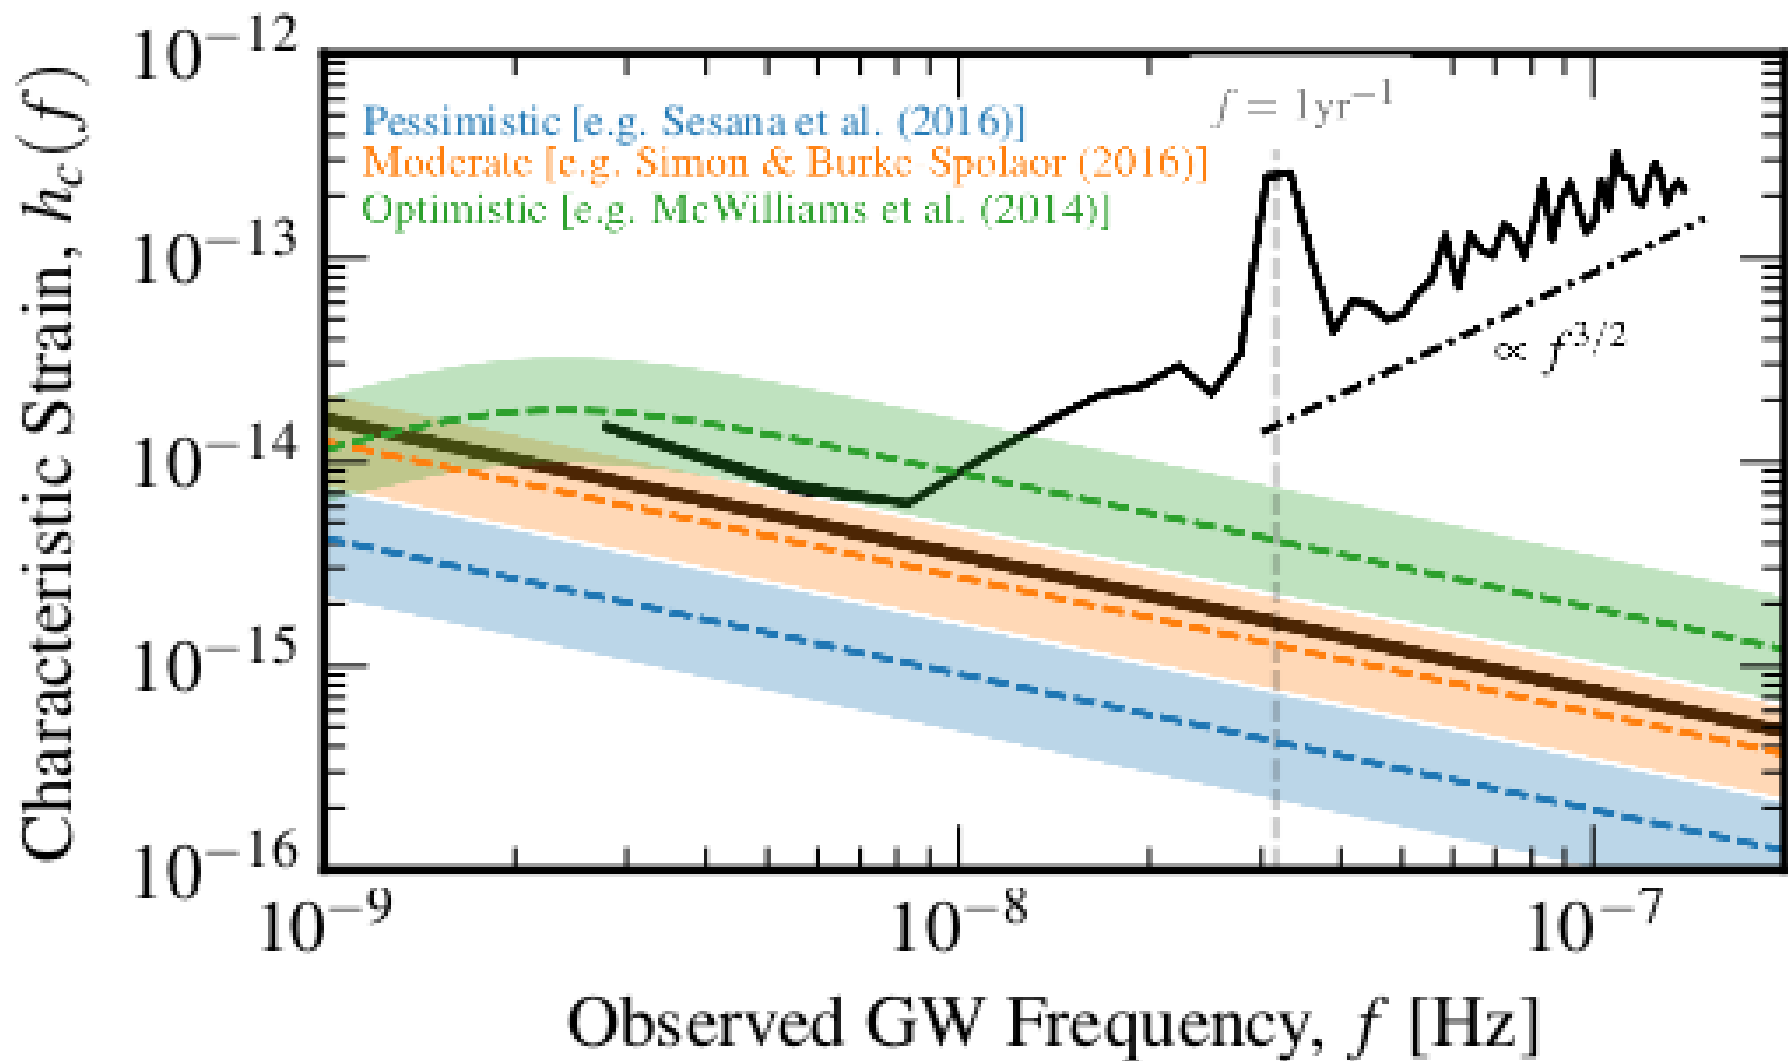 10⁻¹²
Pessimistic [e.g. Sesana et al. (2016)]
Moderate [e.g. Simon & Burke Spolaor (2016)]
Optimistic [e.g. McWilliams et al. (2014)]
f = 1yr⁻¹
10⁻¹³
∝ f³/²
10⁻¹⁴
10⁻¹⁵
10⁻¹⁶
Characteristic Strain, h_c(f)
10⁻⁹ 10⁻⁸ 10⁻⁷
Observed GW Frequency, f [Hz]